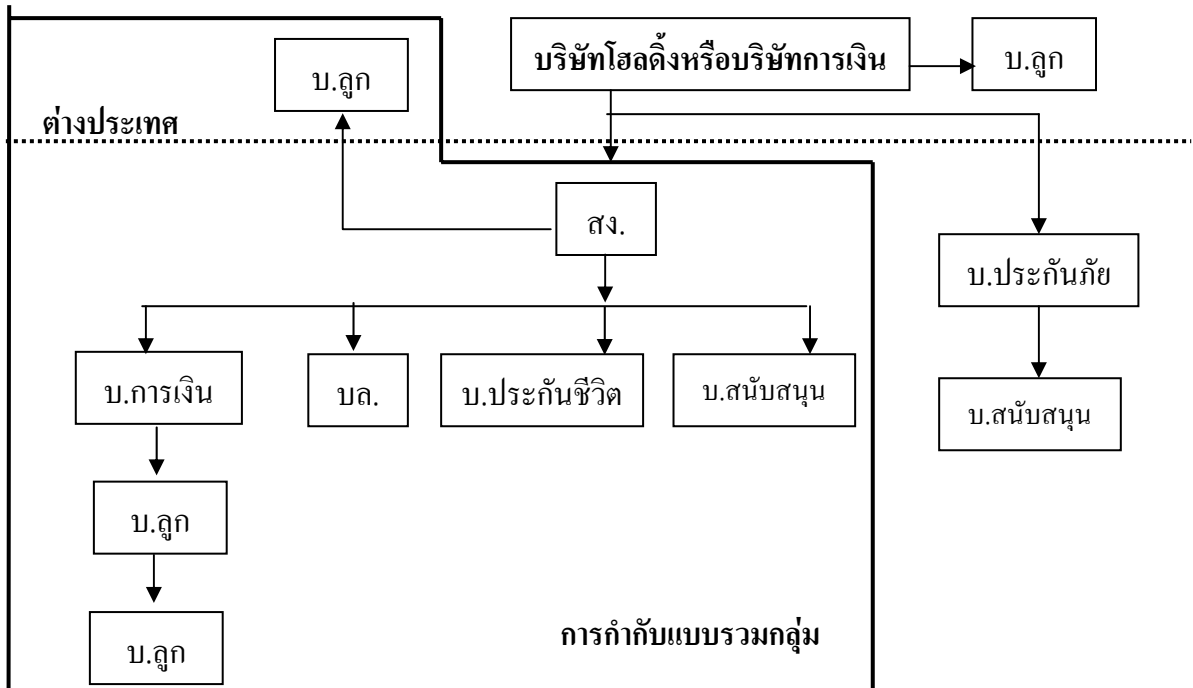 บริษัทโฮลดิ้งหรือบริษัทการเงิน
บ.ลูก
บ.ลูก
ต่างประเทศ
สง.
บ.ประกันภัย
บ.การเงิน
บล.
บ.ประกันชีวิต
บ.สนับสนุน
บ.สนับสนุน
บ.ลูก
บ.ลูก
การกำกับแบบรวมกลุ่ม